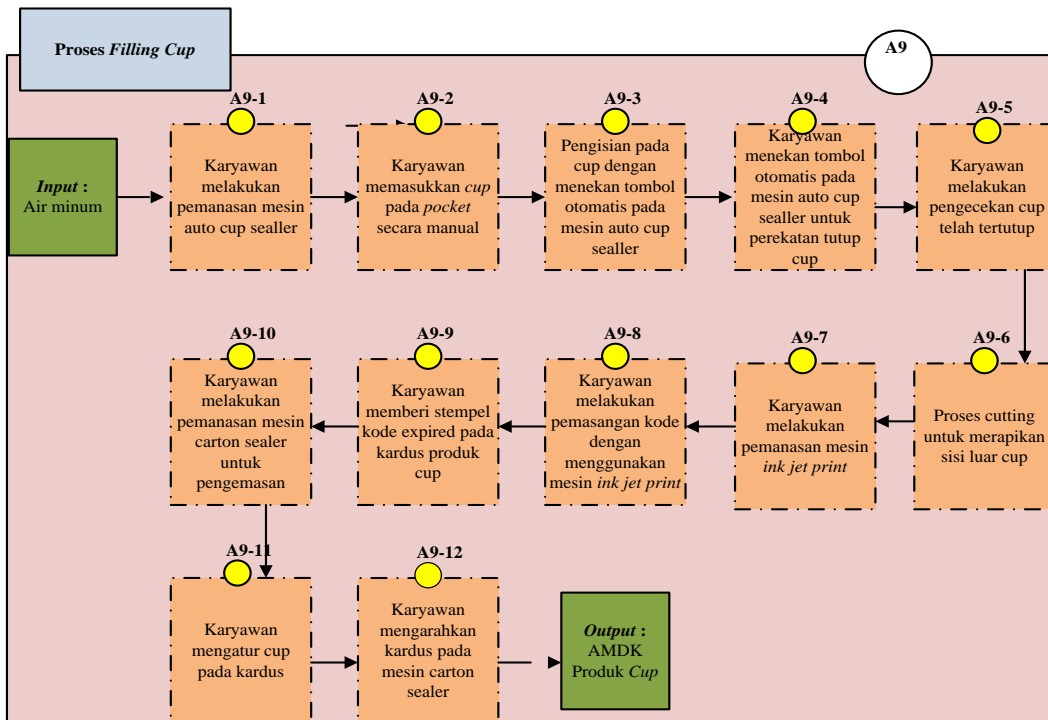 Proses Filling Cup
A9
A9-1
Karyawan
melakukan
pemanasan mesin
auto cup sealler
A9-2
Karyawan
memasukkan cup
pada pocket
secara manual
A9-3
Pengisian pada
cup dengan
menekan tombol
otomatis pada
mesin auto cup
sealler
A9-4
Karyawan
menekan tombol
otomatis pada
mesin auto cup
sealler untuk
perekatan tutup
cup
A9-5
Karyawan
melakukan
pengecekan cup
telah tertutup
Input :
Air minum
A9-6
Proses cutting
untuk merapikan
sisi luar cup
A9-7
Karyawan
melakukan
pemanasan mesin
ink jet print
A9-8
Karyawan
melakukan
pemasangan kode
dengan
menggunakan
mesin ink jet print
A9-9
Karyawan
memberi stempel
kode expired pada
kardus produk
cup
A9-10
Karyawan
melakukan
pemanasan mesin
carton sealer
untuk
pengemasan
A9-11
Karyawan
mengatur cup
pada kardus
A9-12
Karyawan
mengarahkan
kardus pada
mesin carton
sealer
Output :
AMDK
Produk Cup